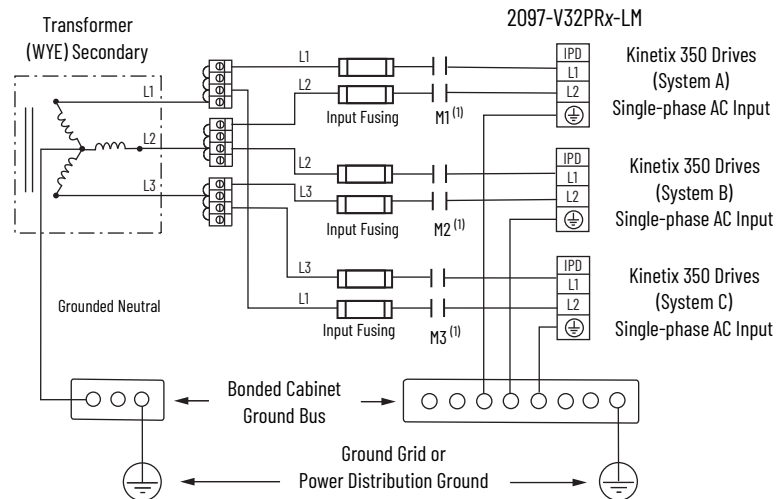 Transformer
(WYE) Secondary
2097-V32PRx-LM
L1
L2
L3
L1
L2
Input Fusing
M1 (1)
IPD
L1
L2
Kinetix 350 Drives
(System A)
Single-phase AC Input
L2
L3
Input Fusing
M2 (1)
IPD
L1
L2
Kinetix 350 Drives
(System B)
Single-phase AC Input
L3
L1
Input Fusing
M3 (1)
IPD
L1
L2
Kinetix 350 Drives
(System C)
Single-phase AC Input
Grounded Neutral
Bonded Cabinet
Ground Bus
Ground Grid or
Power Distribution Ground